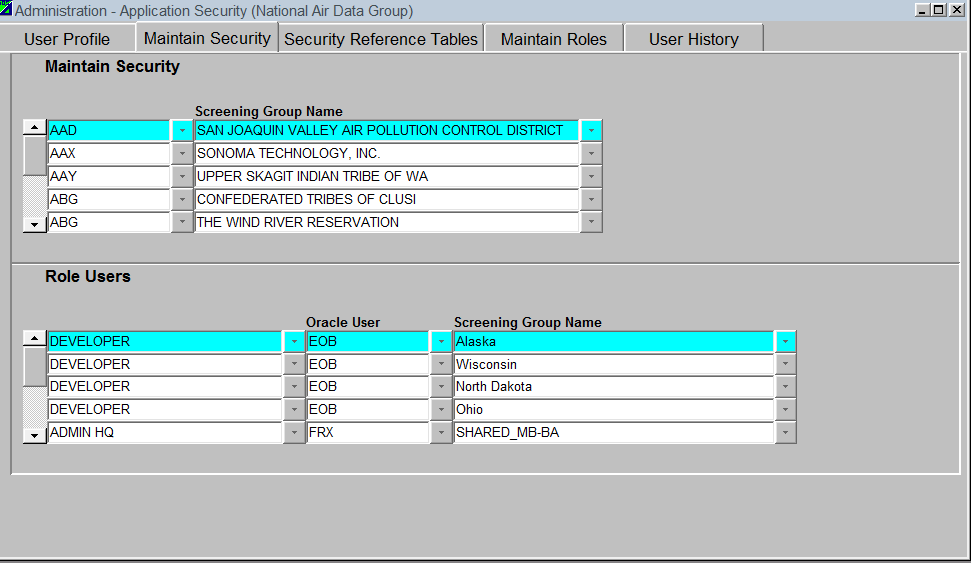 Administration - Application Security (National Air Data Group)
User Profile Maintain Security Security Reference Tables Maintain Roles User History
Maintain Security
Screening Group Name
AAD SAN JOAQUIN VALLEY AIR POLLUTION CONTROL DISTRICT
AAX SONOMA TECHNOLOGY, INC.
AAY UPPER SKAGIT INDIAN TRIBE OF WA
ABG CONFEDERATED TRIBES OF CLUSI
ABG THE WIND RIVER RESERVATION
Role Users
Oracle User Screening Group Name
DEVELOPER EOB Alaska
DEVELOPER EOB Wisconsin
DEVELOPER EOB North Dakota
DEVELOPER EOB Ohio
ADMIN HQ FRX SHARED_MB-BA